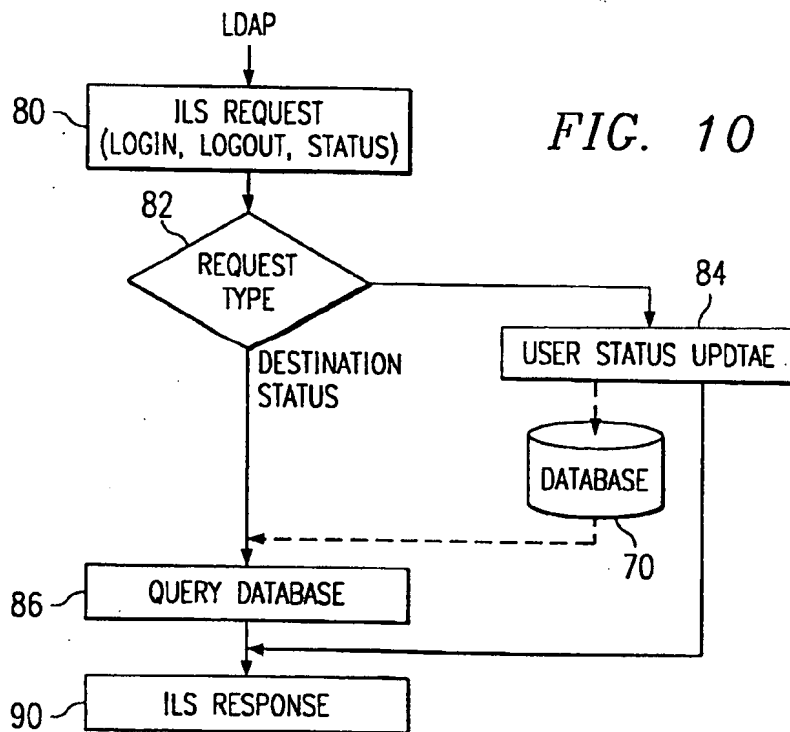 LDAP
80
ILS REQUEST
(LOGIN, LOGOUT, STATUS)
FIG. 10
82
REQUEST
TYPE
84
USER STATUS UPDTAE
DESTINATION
STATUS
DATABASE
70
86
QUERY DATABASE
90
ILS RESPONSE